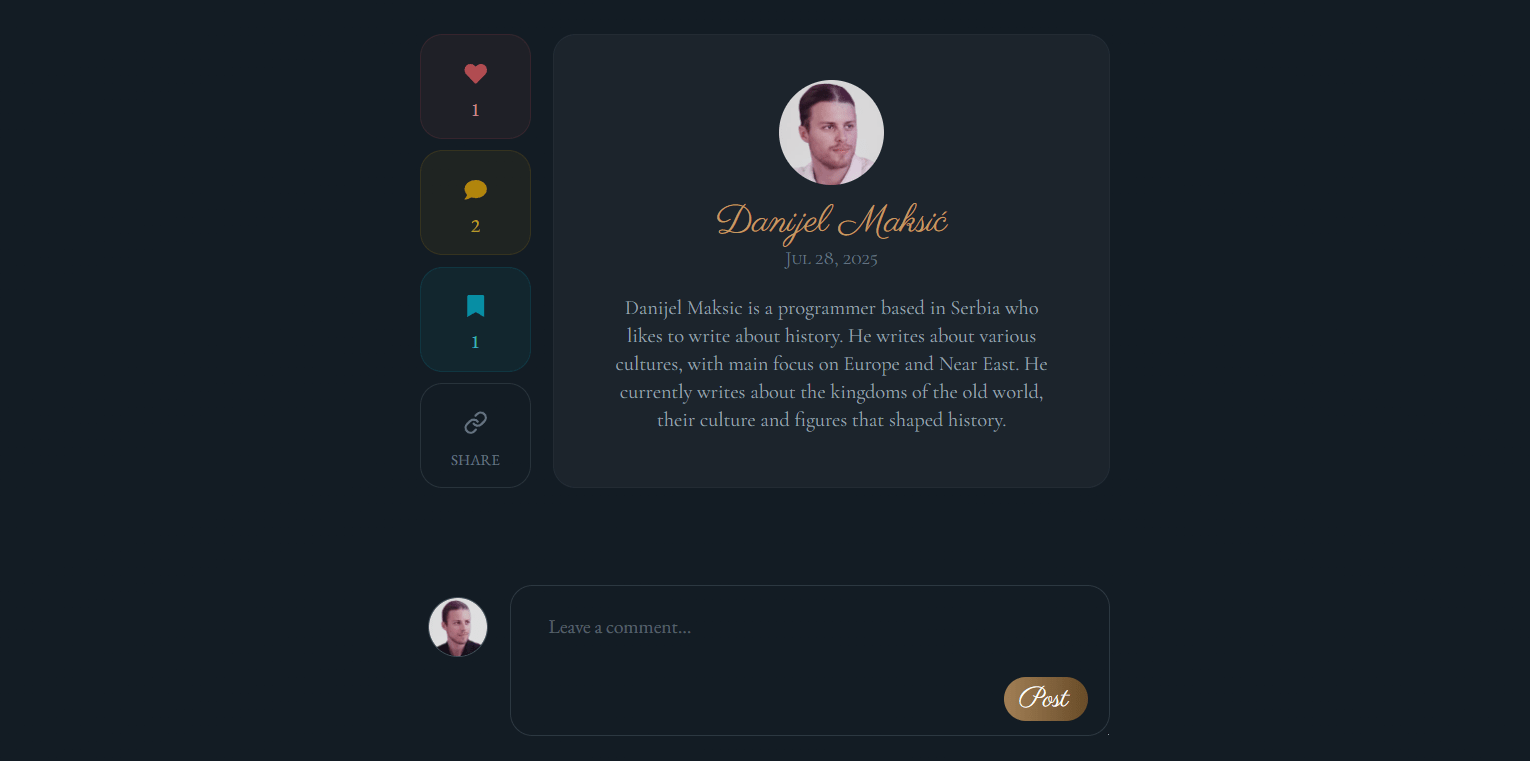 1
2
1
SHARE
Danijel Maksić
Jul 28, 2025
Danijel Maksic is a programmer based in Serbia who
likes to write about history. He writes about various
cultures, with main focus on Europe and Near East. He
currently writes about the kingdoms of the old world,
their culture and figures that shaped history.
Leave a comment...
Post